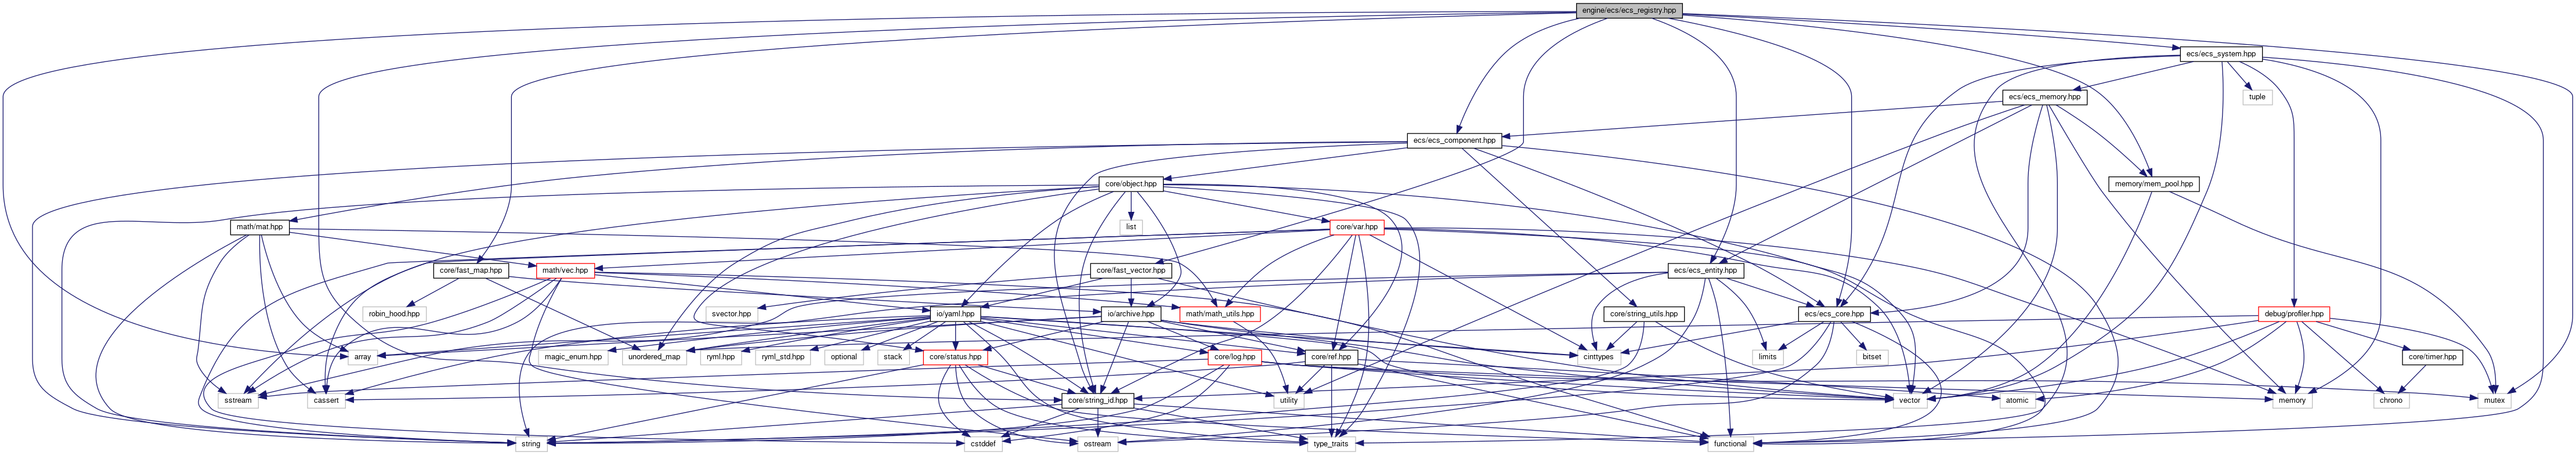 engine/ecs/ecs_registry.hpp
ecs/ecs_system.hpp
ecs/ecs_memory.hpp
tuple
ecs/ecs_component.hpp
core/object.hpp
memory/mem_pool.hpp
math/mat.hpp
list
core/var.hpp
core/fast_map.hpp
math/vec.hpp
core/fast_vector.hpp
ecs/ecs_entity.hpp
robin_hood.hpp
svector.hpp
io/yaml.hpp
io/archive.hpp
math/math_utils.hpp
core/string_utils.hpp
ecs/ecs_core.hpp
debug/profiler.hpp
array
magic_enum.hpp
unordered_map
ryml.hpp
ryml_std.hpp
optional
stack
core/status.hpp
core/log.hpp
core/ref.hpp
cinttypes
limits
bitset
core/timer.hpp
sstream
cassert
core/string_id.hpp
utility
vector
atomic
memory
chrono
mutex
string
cstddef
ostream
type_traits
functional